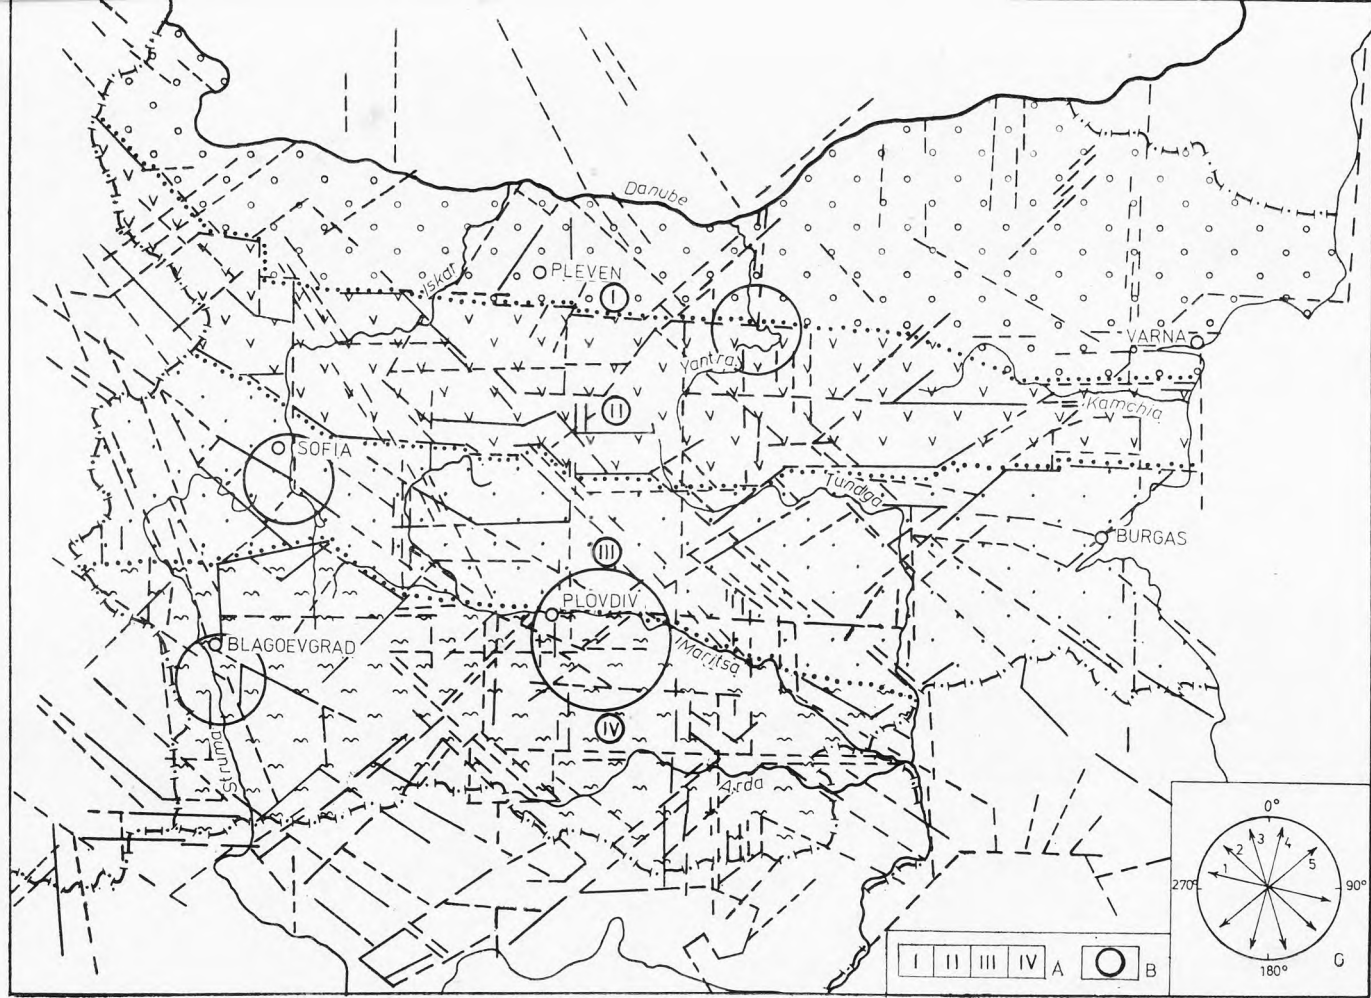 Danube
Iskar
PLEVEN
I
VARNA
Yantra
Kamchia
II
SOFIA
Tundga
BURGAS
III
PLOVDIV
BLAGOEVGRAD
Maritsa
IV
Struma
Arda
0°
1 2 3 4 5
270° 90°
180°
G
I II III IV A B